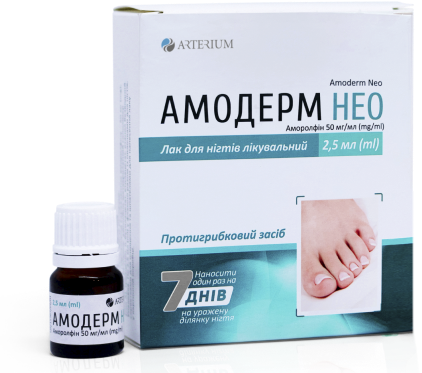 ARTERIUM
Amoderm Neo
АМОДЕРМ НЕО
Аморолфін 50 мг/мл (mg/ml)
Лак для нігтів лікувальний 2,5 мл (ml)
Протигрибковий засіб
7 Наносити
один раз на
ДНІВ
на уражену
ділянку нігтя
2,5 мл (ml) ARTERIUM
АМОДЕРМ Н
Аморолфін 50 мг/мл (mg/ml)